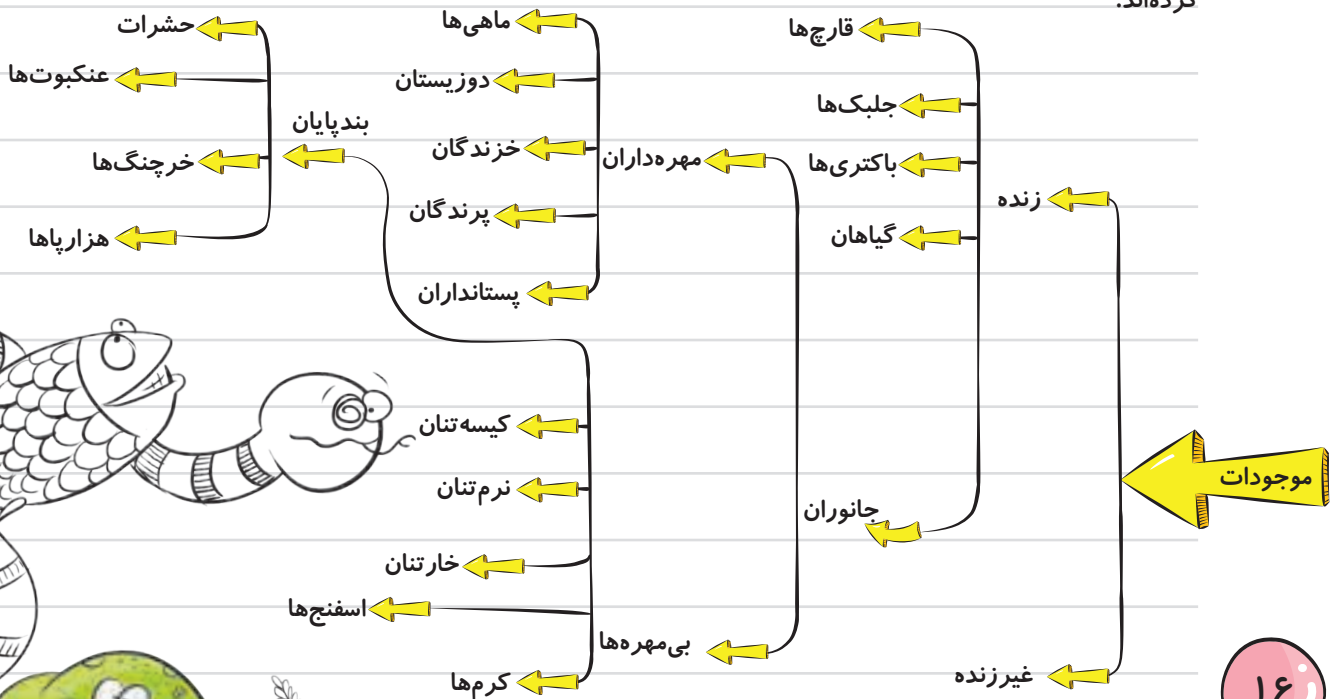 کرده‌اند.
موجودات
زنده
غیرزنده
قارچ‌ها
جلبک‌ها
باکتری‌ها
گیاهان
جانوران
مهره‌داران
بی‌مهره‌ها
ماهی‌ها
دوزیستان
خزندگان
پرندگان
پستانداران
بندپایان
کیسه‌تنان
نرم‌تنان
خارتنان
اسفنج‌ها
کرم‌ها
حشرات
عنکبوت‌ها
خرچنگ‌ها
هزارپاها
۱۶